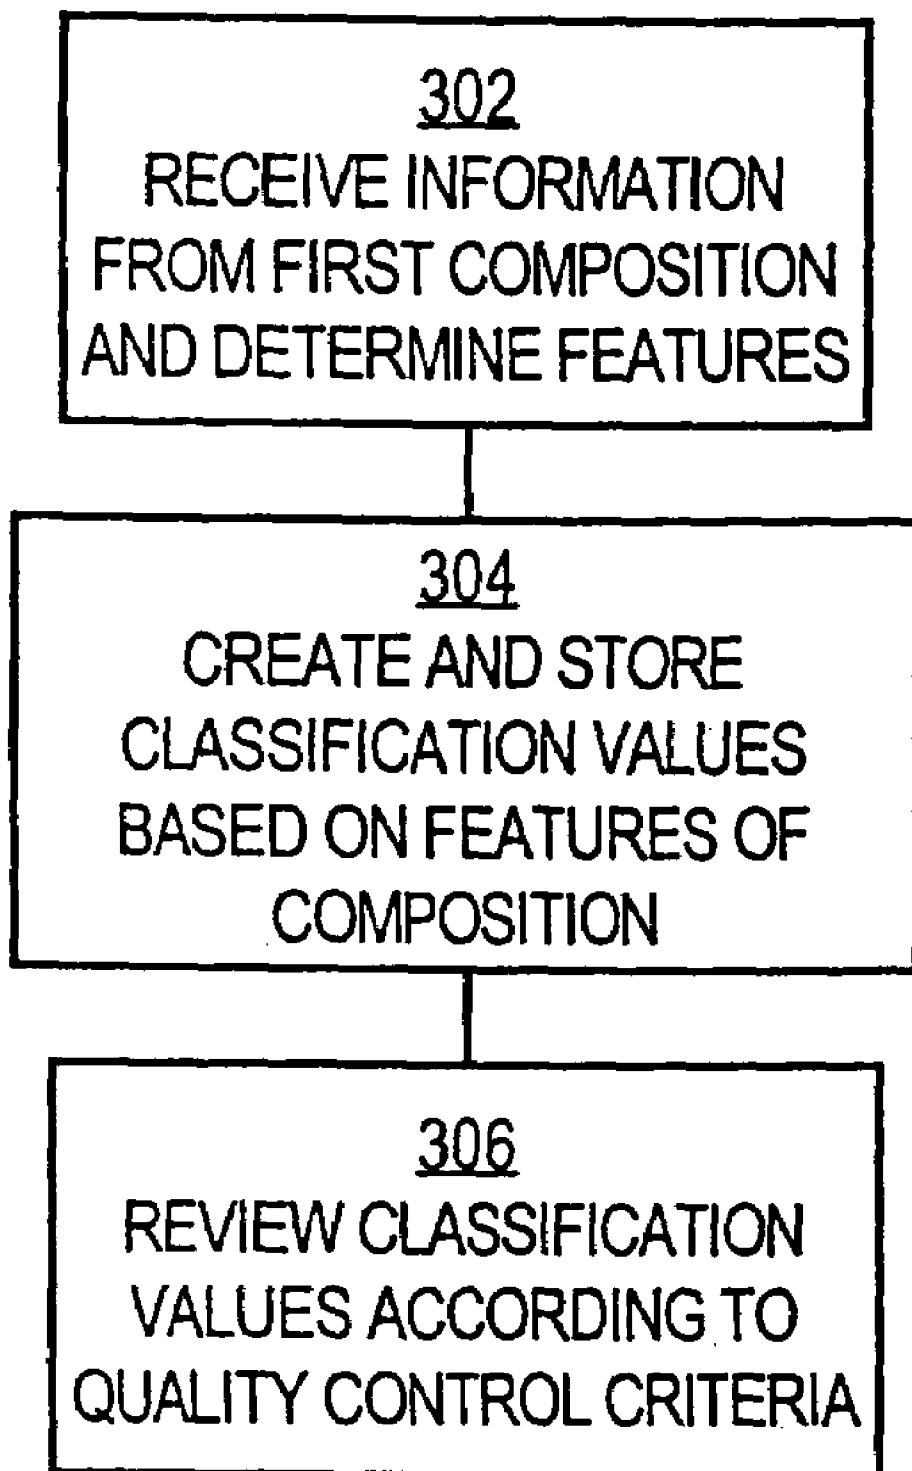 302
RECEIVE INFORMATION
FROM FIRST COMPOSITION
AND DETERMINE FEATURES
304
CREATE AND STORE
CLASSIFICATION VALUES
BASED ON FEATURES OF
COMPOSITION
306
REVIEW CLASSIFICATION
VALUES ACCORDING TO
QUALITY CONTROL CRITERIA